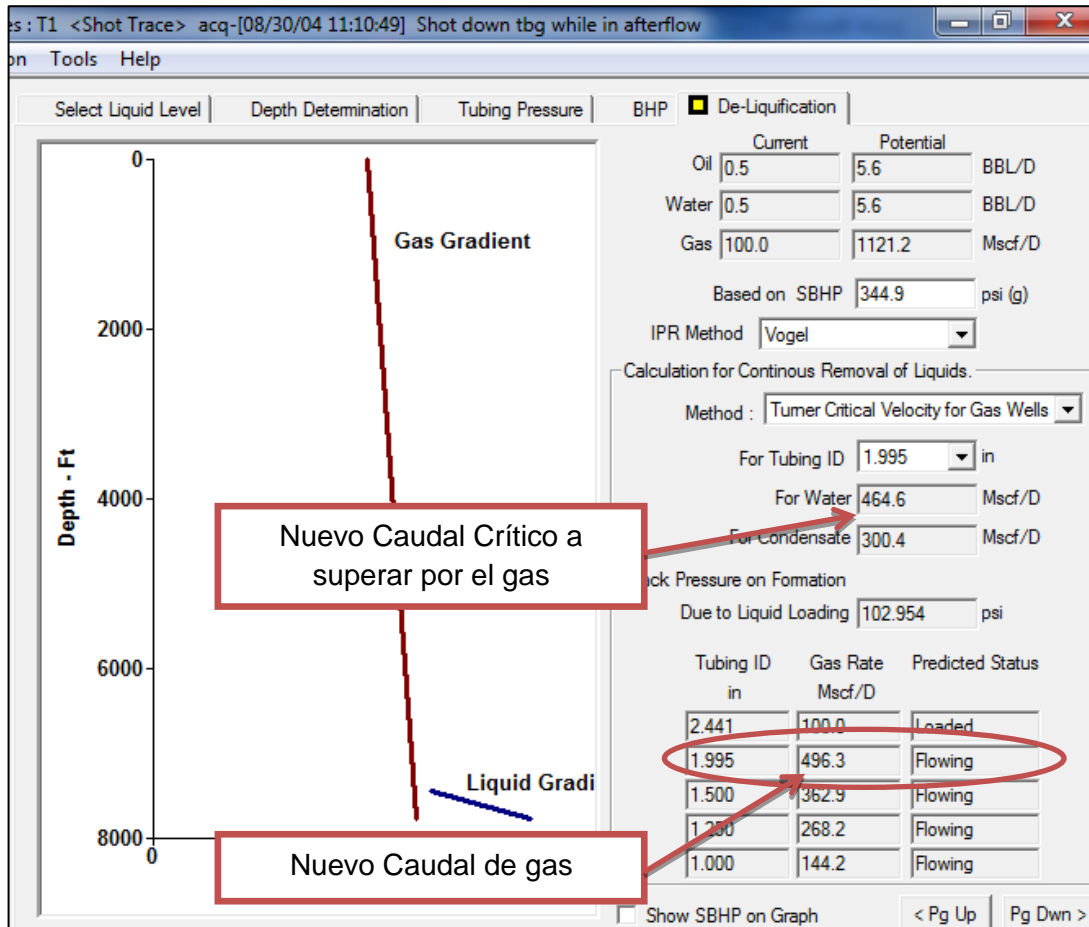 es : T1 <Shot Trace> acq-[08/30/04 11:10:49] Shot down tbg while in afterflow
on Tools Help
Select Liquid Level Depth Determination Tubing Pressure BHP De-Liquification
Current Potential
Oil 0.5 5.6 BBL/D
Water 0.5 5.6 BBL/D
Gas 100.0 1121.2 Mscf/D
Based on SBHP 344.9 psi (g)
IPR Method Vogel
Calculation for Continous Removal of Liquids.
Method : Turner Critical Velocity for Gas Wells
For Tubing ID 1.995 in
For Water 464.6 Mscf/D
For Condensate 300.4 Mscf/D
ack Pressure on Formation
Due to Liquid Loading 102.954 psi
Tubing ID Gas Rate Predicted Status
in Mscf/D
2.441 100.0 Loaded
1.995 496.3 Flowing
1.500 362.9 Flowing
1.250 268.2 Flowing
1.000 144.2 Flowing
Show SBHP on Graph < Pg Up Pg Dwn >
0
2000
4000
6000
8000
0
Depth - Ft
Gas Gradient
Liquid Gradi
Nuevo Caudal Crítico a
superar por el gas
Nuevo Caudal de gas